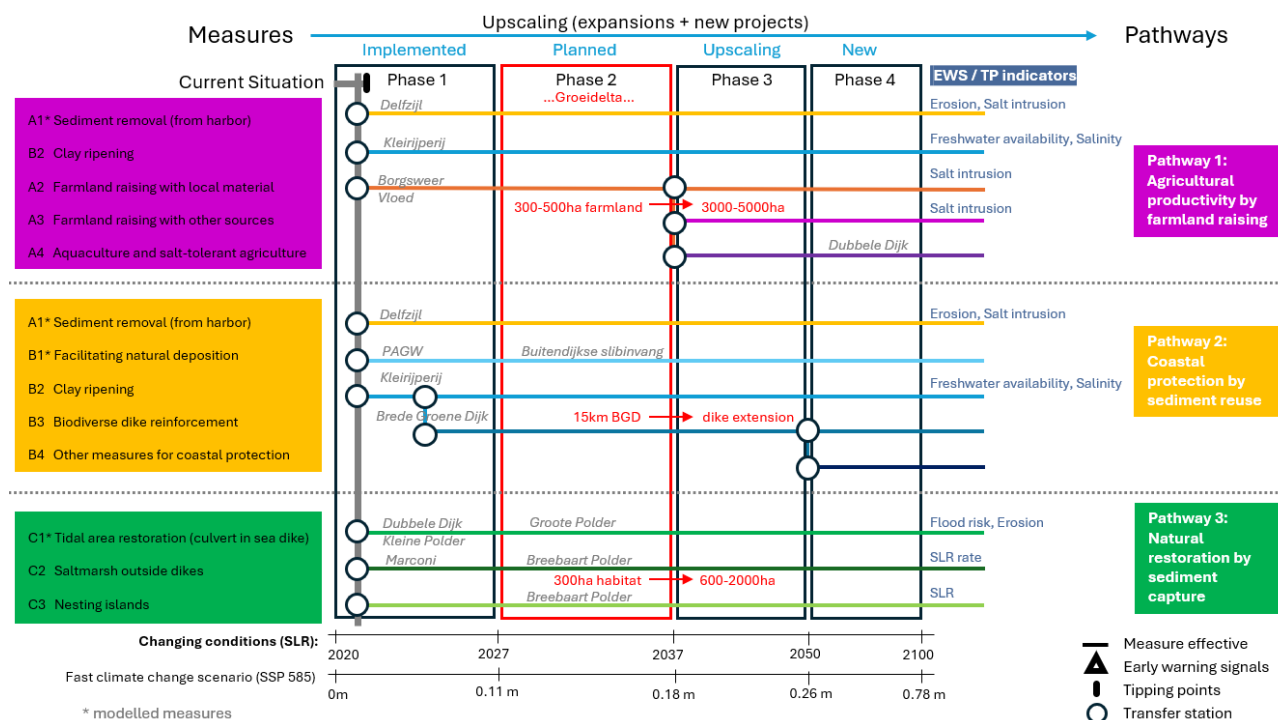 Upscaling (expansions + new projects)
Measures
Pathways
Implemented
Planned
Upscaling
New
Current Situation
Phase 1
Phase 2
Phase 3
Phase 4
EWS / TP indicators
...Groeidelta...
A1* Sediment removal (from harbor)
Delfzijl
Erosion, Salt intrusion
B2 Clay ripening
Kleirijperij
Freshwater availability, Salinity
A2 Farmland raising with local material
Borgsweer
Vloed
Salt intrusion
A3 Farmland raising with other sources
300-500ha farmland
3000-5000ha
Salt intrusion
A4 Aquaculture and salt-tolerant agriculture
Dubbele Dijk
Pathway 1:
Agricultural
productivity by
farmland raising
A1* Sediment removal (from harbor)
Delfzijl
Erosion, Salt intrusion
B1* Facilitating natural deposition
PAGW
Buitendijkse slibinvang
B2 Clay ripening
Kleirijperij
Freshwater availability, Salinity
B3 Biodiverse dike reinforcement
Brede Groene Dijk
15km BGD
dike extension
B4 Other measures for coastal protection
Pathway 2:
Coastal
protection by
sediment reuse
C1* Tidal area restoration (culvert in sea dike)
Dubbele Dijk
Kleine Polder
Groote Polder
Flood risk, Erosion
C2 Saltmarsh outside dikes
Marconi
Breebaart Polder
SLR rate
300ha habitat
600-2000ha
C3 Nesting islands
Breebaart Polder
SLR
Pathway 3:
Natural
restoration by
sediment
capture
Changing conditions (SLR):
2020
2027
2037
2050
2100
Fast climate change scenario (SSP 585)
0m
0.11 m
0.18 m
0.26 m
0.78 m
* modelled measures
Measure effective
Early warning signals
Tipping points
Transfer station